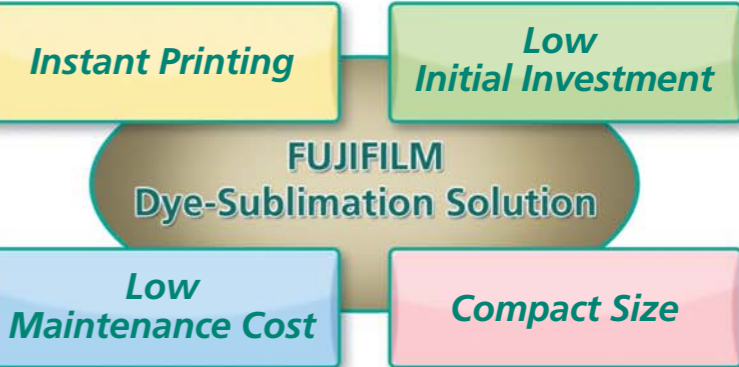 Instant Printing
Low
Initial Investment
FUJIFILM
Dye-Sublimation Solution
Low
Maintenance Cost
Compact Size